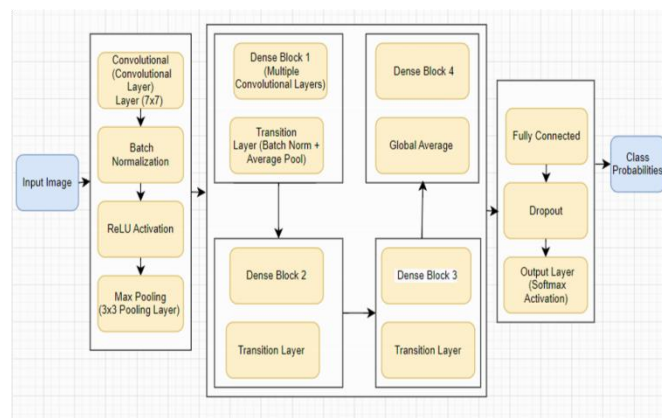 Input Image
Convolutional
(Convolutional
Layer)
Layer (7x7)
Batch
Normalization
ReLU Activation
Max Pooling
(3x3 Pooling Layer)
Dense Block 1
(Multiple
Convolutional Layers)
Transition
Layer (Batch Norm +
Average Pool)
Dense Block 2
Transition Layer
Dense Block 3
Transition Layer
Dense Block 4
Global Average
Fully Connected
Dropout
Output Layer
(Softmax
Activation)
Class
Probabilities